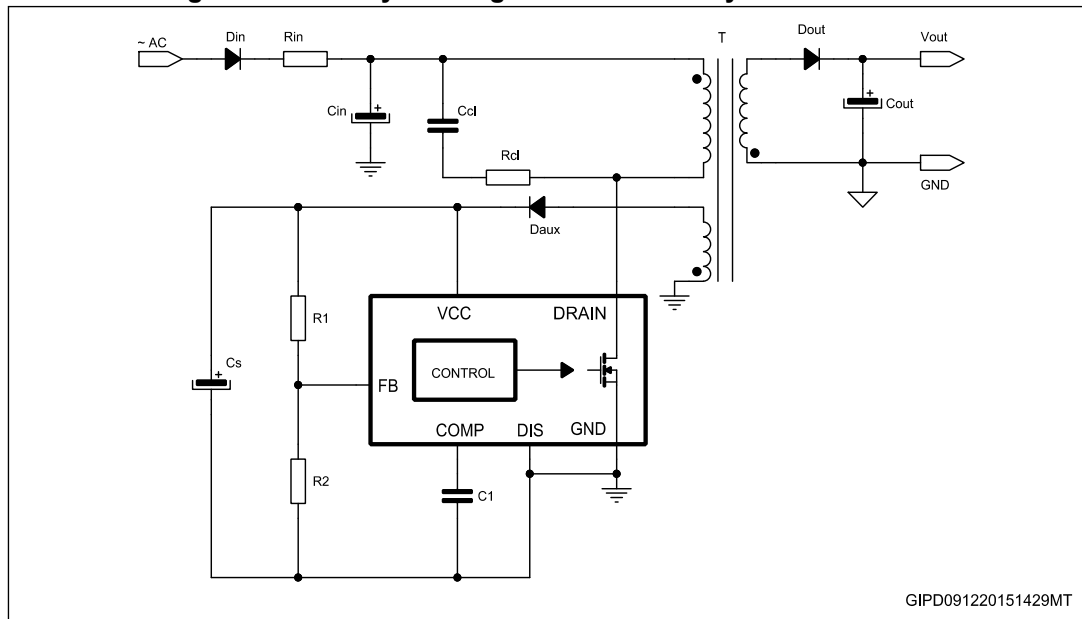 ~ AC
Din
Rin
T
Dout
Vout
Cin
+
Ccl
Cout
+
Rcl
GND
Daux
VCC
DRAIN
R1
Cs
+
FB
CONTROL
COMP
DIS
GND
R2
C1
GIPD091220151429MT